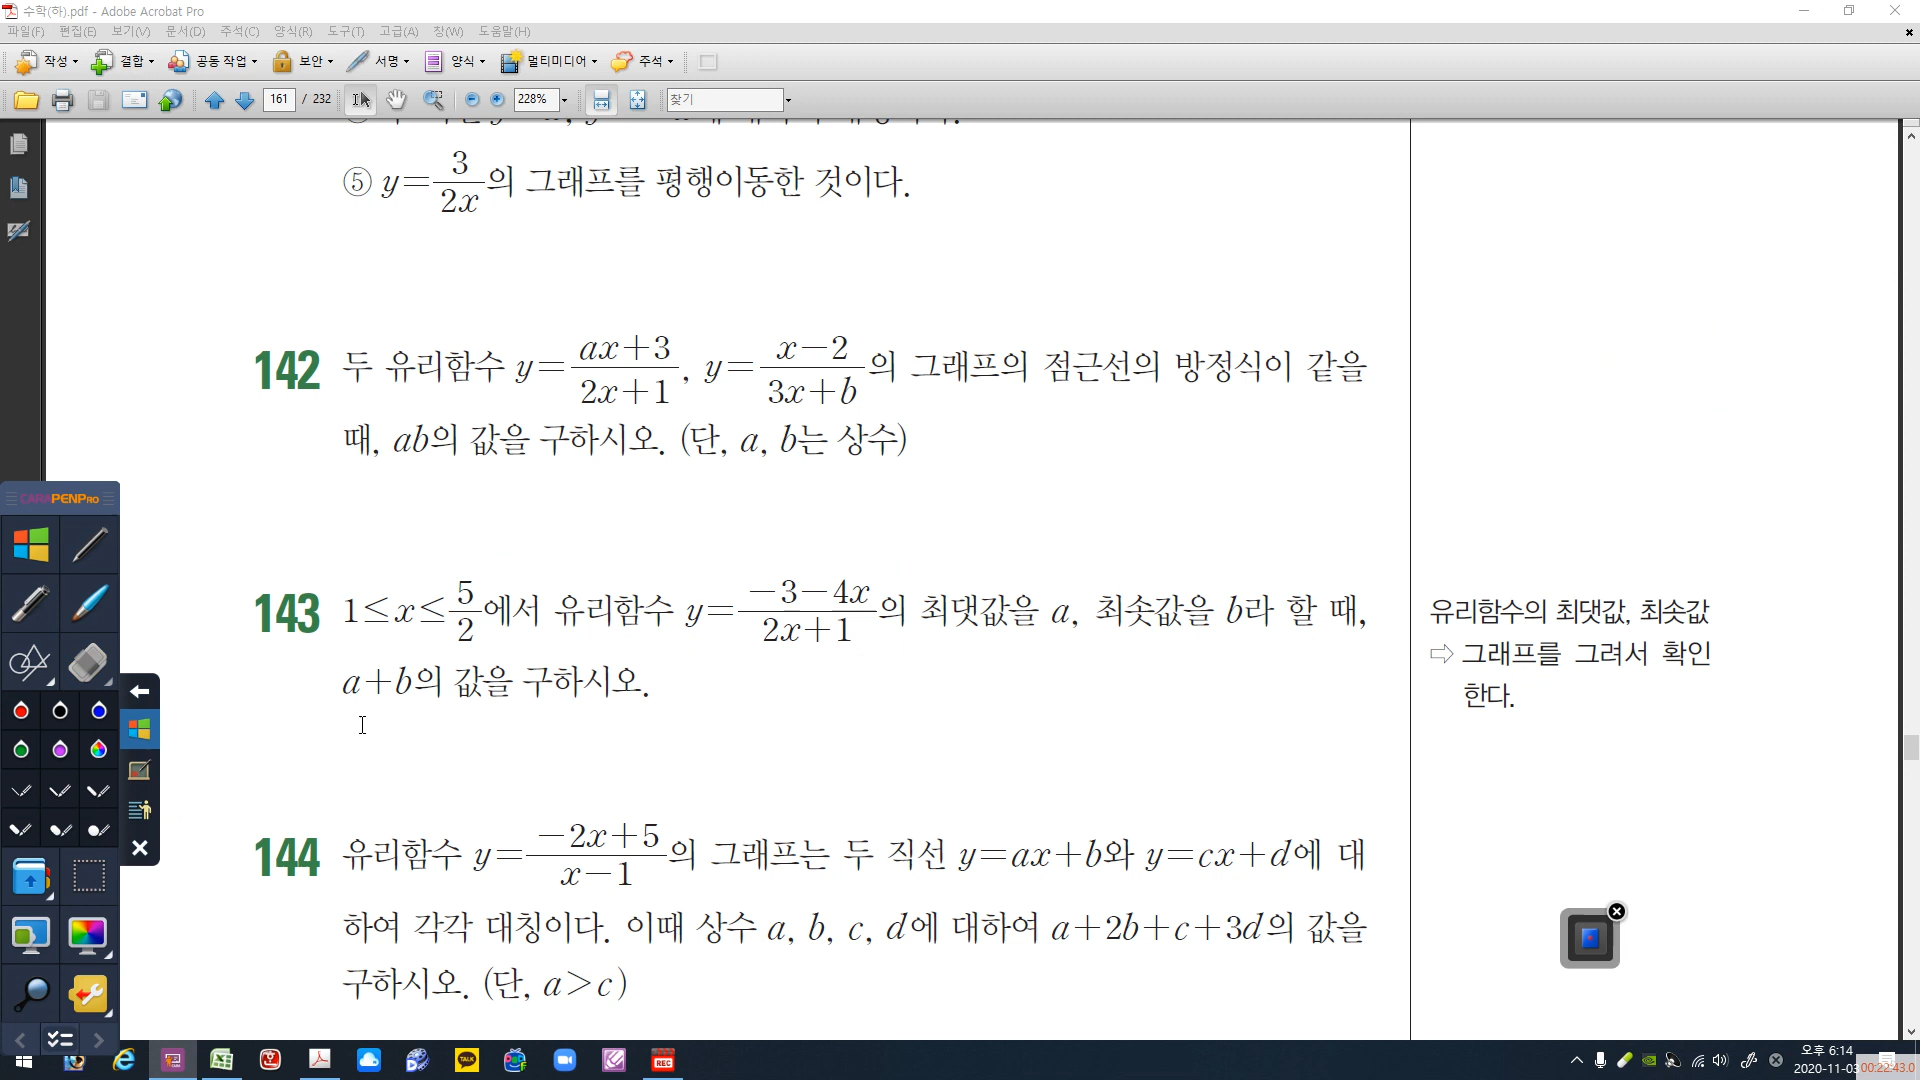 수학(하).pdf - Adobe Acrobat Pro
파일(F) 편집(E) 보기(V) 문서(D) 주석(C) 양식(R) 도구(T) 고급(A) 창(W) 도움말(H)
작성 결합 공동 작업 보안 서명 양식 멀티미디어 주석
161 / 232 228% 찾기
⑤ y=3/2x의 그래프를 평행이동한 것이다.
142 두 유리함수 y=(ax+3)/(2x+1), y=(x-2)/(3x+b)의 그래프의 점근선의 방정식이 같을
때, ab의 값을 구하시오. (단, a, b는 상수)
CARAPENPRO
143 1≤x≤5/2에서 유리함수 y=(-3-4x)/(2x+1)의 최댓값을 a, 최솟값을 b라 할 때,
a+b의 값을 구하시오.
유리함수의 최댓값, 최솟값
⇨ 그래프를 그려서 확인
한다.
144 유리함수 y=(-2x+5)/(x-1)의 그래프는 두 직선 y=ax+b와 y=cx+d에 대
하여 각각 대칭이다. 이때 상수 a, b, c, d에 대하여 a+2b+c+3d의 값을
구하시오. (단, a>c)
TALK
REC
오후 6:14
2020-11-03
00:22:43.0